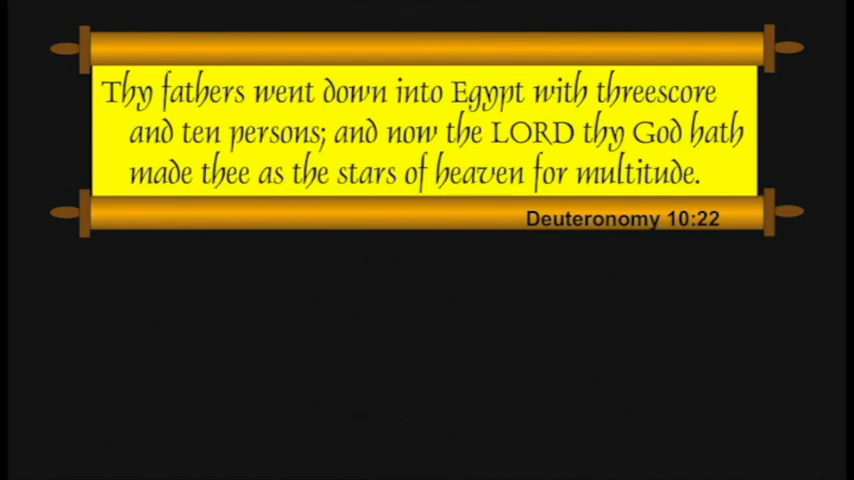 Thy fathers went down into Egypt with threescore
and ten persons; and now the LORD thy God hath
made thee as the stars of heaven for multitude.
Deuteronomy 10:22